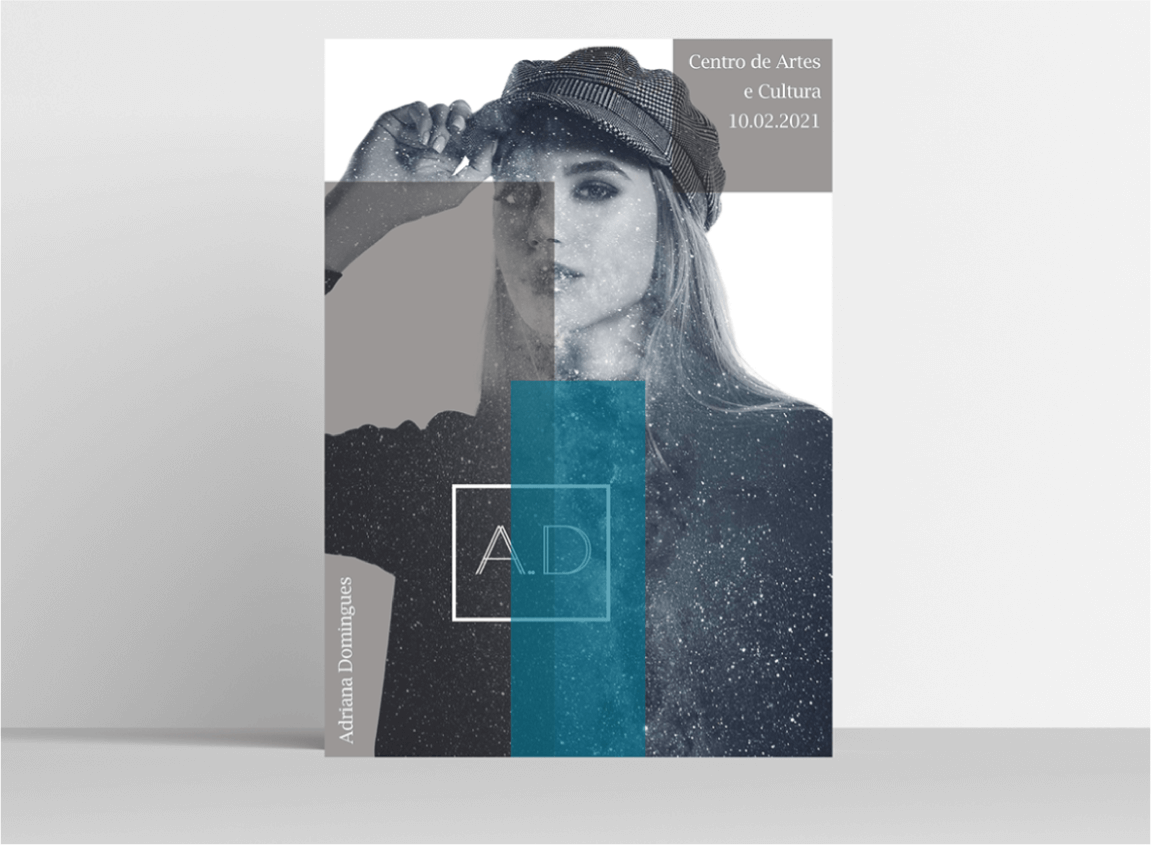 Centro de Artes
e Cultura
10.02.2021
A.D
Adriana Domingues